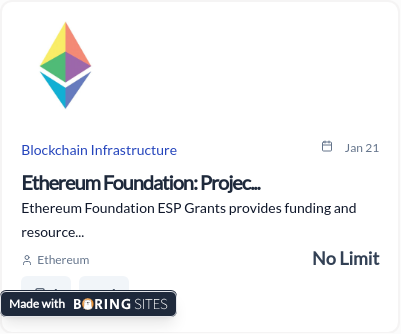 Blockchain Infrastructure
Jan 21
Ethereum Foundation: Projec...
Ethereum Foundation ESP Grants provides funding and
resource...
Ethereum
No Limit
Made with BORING SITES